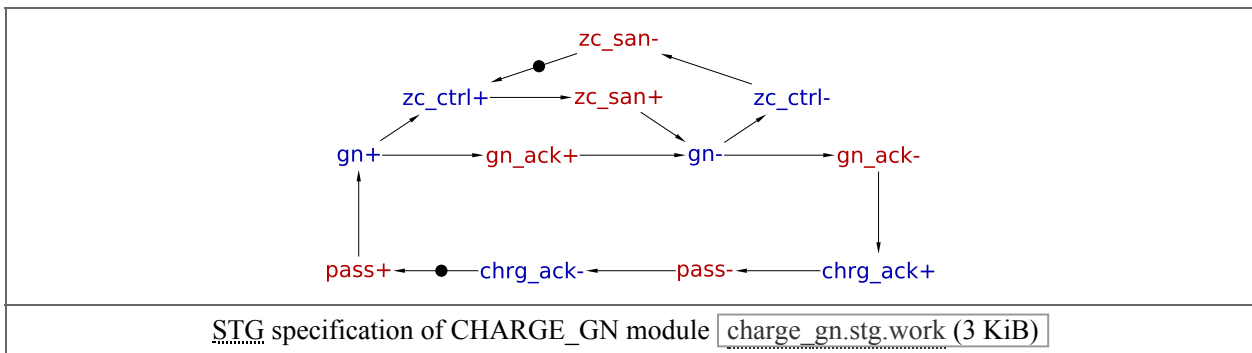 zc_san-
zc_ctrl+ zc_san+ zc_ctrl-
gn+ gn_ack+ gn- gn_ack-
pass+ chrg_ack- pass- chrg_ack+
STG specification of CHARGE_GN module charge_gn.stg.work (3 KiB)